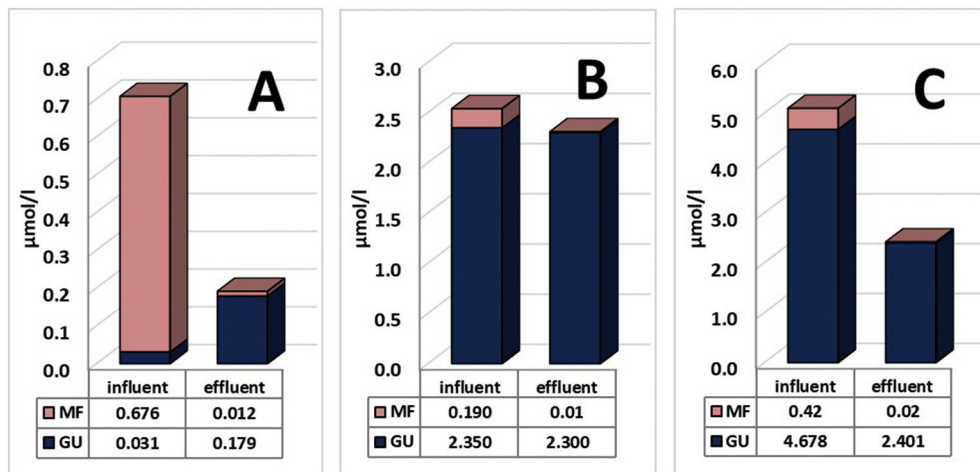 A
0.8
0.7
0.6
0.5
0.4
0.3
0.2
0.1
0.0
µmol/l
influent effluent
MF 0.676 0.012
GU 0.031 0.179
B
3.0
2.5
2.0
1.5
1.0
0.5
0.0
µmol/l
influent effluent
MF 0.190 0.01
GU 2.350 2.300
C
6.0
5.0
4.0
3.0
2.0
1.0
0.0
µmol/l
influent effluent
MF 0.42 0.02
GU 4.678 2.401